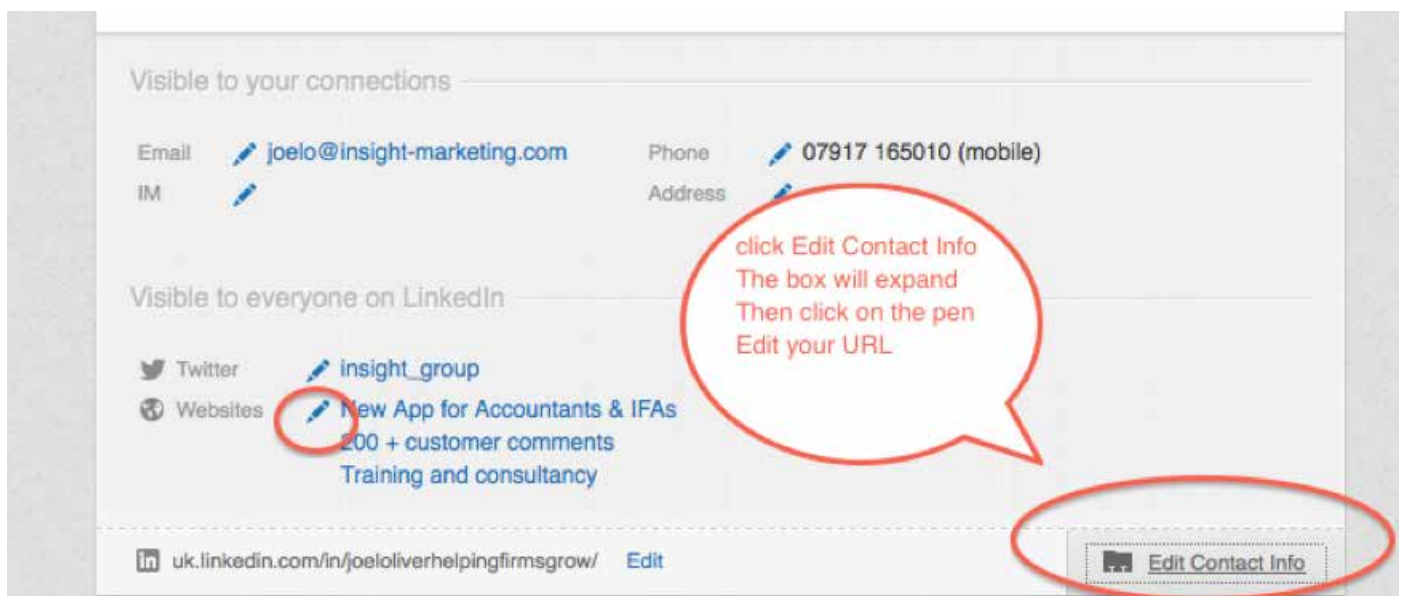 Visible to your connections
Email joelo@insight-marketing.com Phone 07917 165010 (mobile)
IM Address
click Edit Contact Info
The box will expand
Then click on the pen
Edit your URL
Visible to everyone on LinkedIn
Twitter insight_group
Websites New App for Accountants & IFAs
200 + customer comments
Training and consultancy
in uk.linkedin.com/in/joeloliverhelpingfirmsgrow/ Edit Edit Contact Info